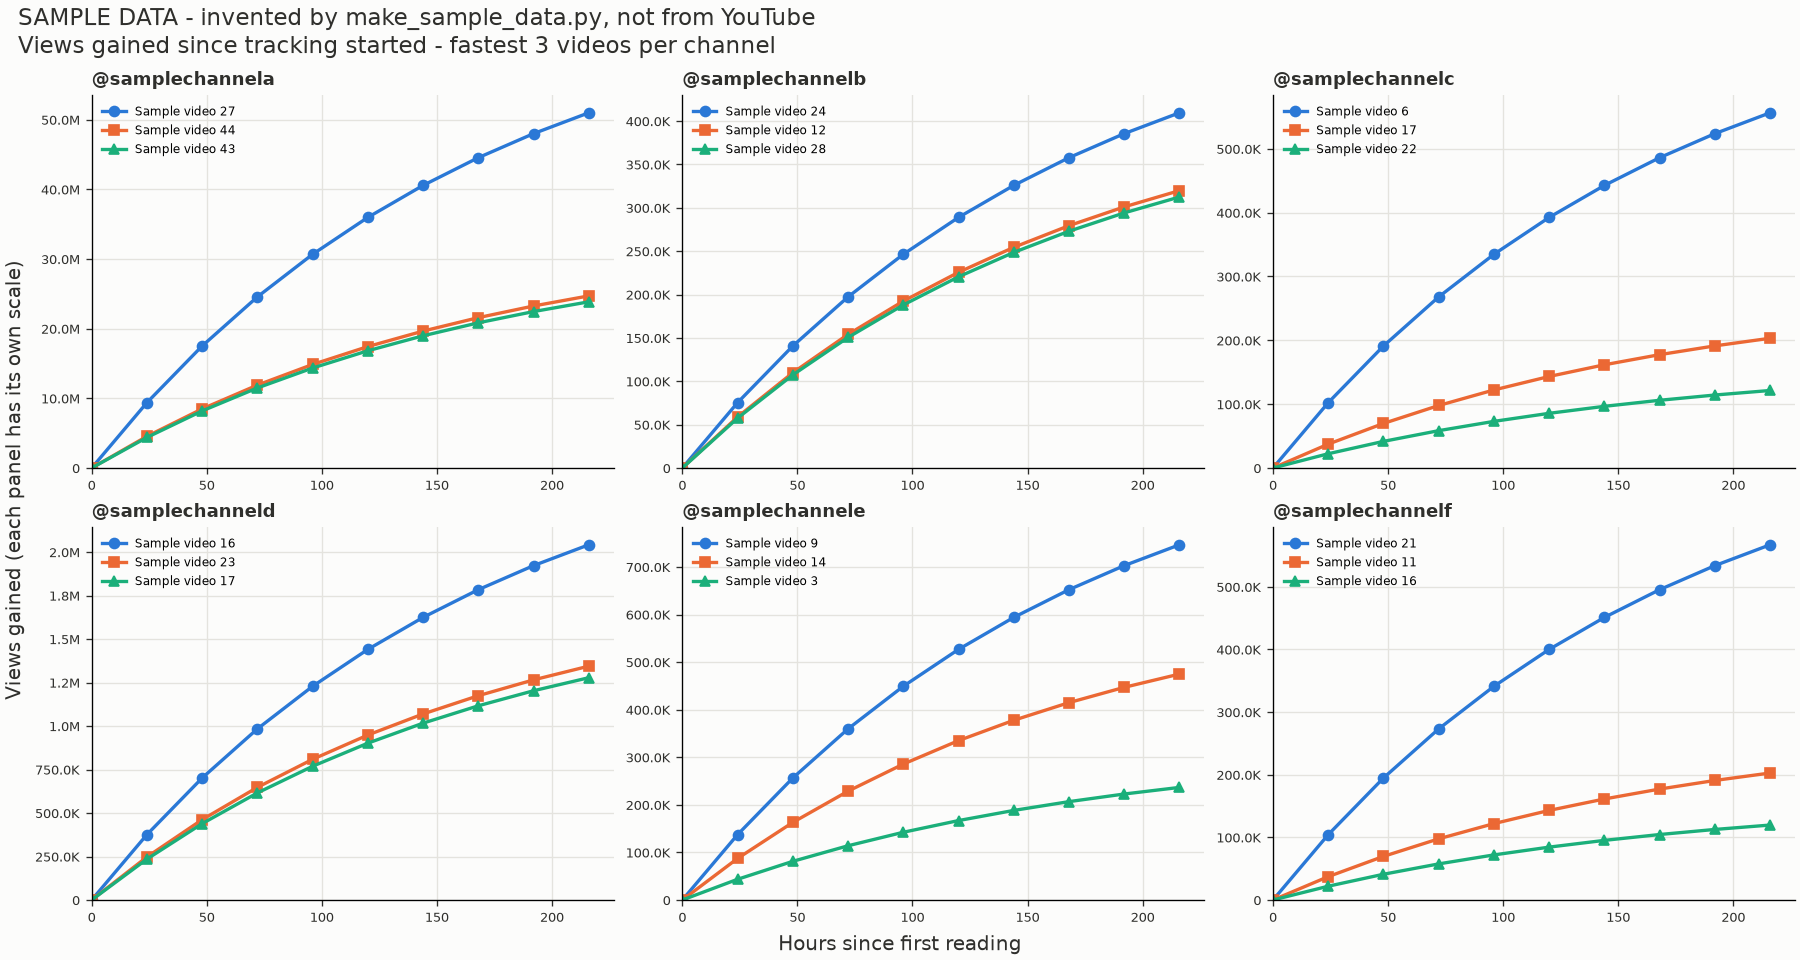 SAMPLE DATA - invented by make_sample_data.py, not from YouTube
Views gained since tracking started - fastest 3 videos per channel
Views gained (each panel has its own scale)
@samplechannela
Sample video 27
Sample video 44
Sample video 43
50.0M
40.0M
30.0M
20.0M
10.0M
0
0 50 100 150 200
@samplechannelb
Sample video 24
Sample video 12
Sample video 28
400.0K
350.0K
300.0K
250.0K
200.0K
150.0K
100.0K
50.0K
0
0 50 100 150 200
@samplechannelc
Sample video 6
Sample video 17
Sample video 22
500.0K
400.0K
300.0K
200.0K
100.0K
0
0 50 100 150 200
@samplechanneld
Sample video 16
Sample video 23
Sample video 17
2.0M
1.8M
1.5M
1.2M
1.0M
750.0K
500.0K
250.0K
0
0 50 100 150 200
@samplechannele
Sample video 9
Sample video 14
Sample video 3
700.0K
600.0K
500.0K
400.0K
300.0K
200.0K
100.0K
0
0 50 100 150 200
@samplechannelf
Sample video 21
Sample video 11
Sample video 16
500.0K
400.0K
300.0K
200.0K
100.0K
0
0 50 100 150 200
Hours since first reading